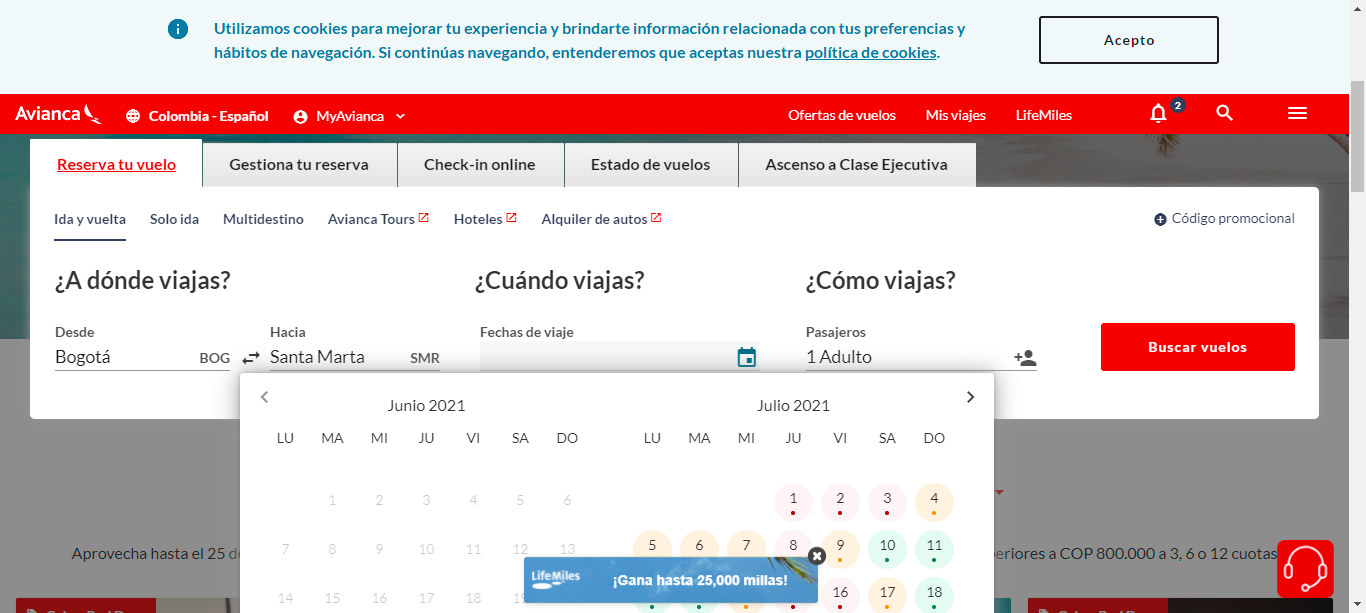 Utilizamos cookies para mejorar tu experiencia y brindarte información relacionada con tus preferencias y
hábitos de navegación. Si continúas navegando, entenderemos que aceptas nuestra política de cookies.
Acepto
Avianca
Colombia - Español
MyAvianca
Ofertas de vuelos
Mis viajes
LifeMiles
2
Reserva tu vuelo
Gestiona tu reserva
Check-in online
Estado de vuelos
Ascenso a Clase Ejecutiva
Ida y vuelta
Solo ida
Multidestino
Avianca Tours
Hoteles
Alquiler de autos
Código promocional
¿A dónde viajas?
¿Cuándo viajas?
¿Cómo viajas?
Desde
Hacia
Fechas de viaje
Pasajeros
Bogotá BOG
Santa Marta SMR
1 Adulto
Buscar vuelos
Junio 2021
Julio 2021
LU MA MI JU VI SA DO
LU MA MI JU VI SA DO
1 2 3 4 5 6
1 2 3 4
7 8 9 10 11 12 13
5 6 7 8 9 10 11
Aprovecha hasta el 25 de
eriores a COP 800.000 a 3, 6 o 12 cuotas
LifeMiles
¡Gana hasta 25,000 millas!
14 15 16 17 18
16 17 18